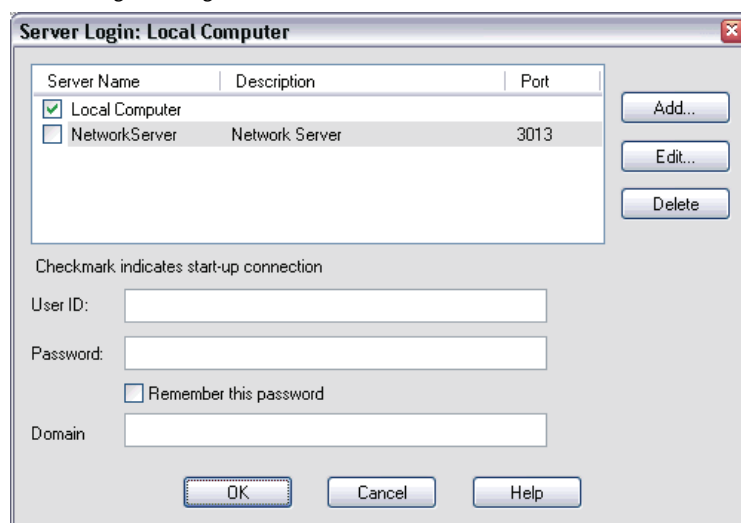 Server Login: Local Computer
Server Name Description Port
Local Computer
NetworkServer Network Server 3013
Add...
Edit...
Delete
Checkmark indicates start-up connection
User ID:
Password:
Remember this password
Domain
OK Cancel Help